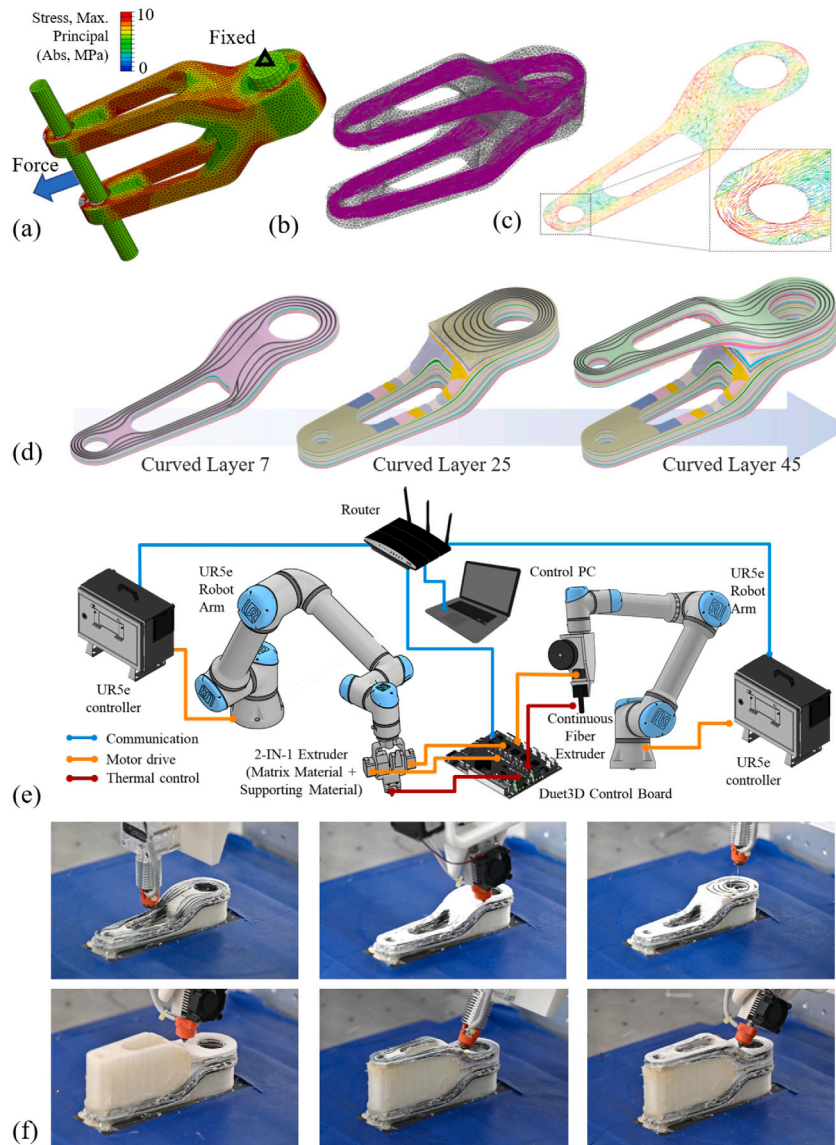 Stress, Max.
Principal
(Abs, MPa)
10
0
Fixed
Force
(a)
(b)
(c)
(d)
Curved Layer 7
Curved Layer 25
Curved Layer 45
Router
UR5e
Robot
Arm
Control PC
UR5e
Robot
Arm
UR5e
controller
Communication
Motor drive
Thermal control
2-IN-1 Extruder
(Matrix Material +
Supporting Material)
Continuous
Fiber
Extruder
Duet3D Control Board
UR5e
controller
(e)
(f)